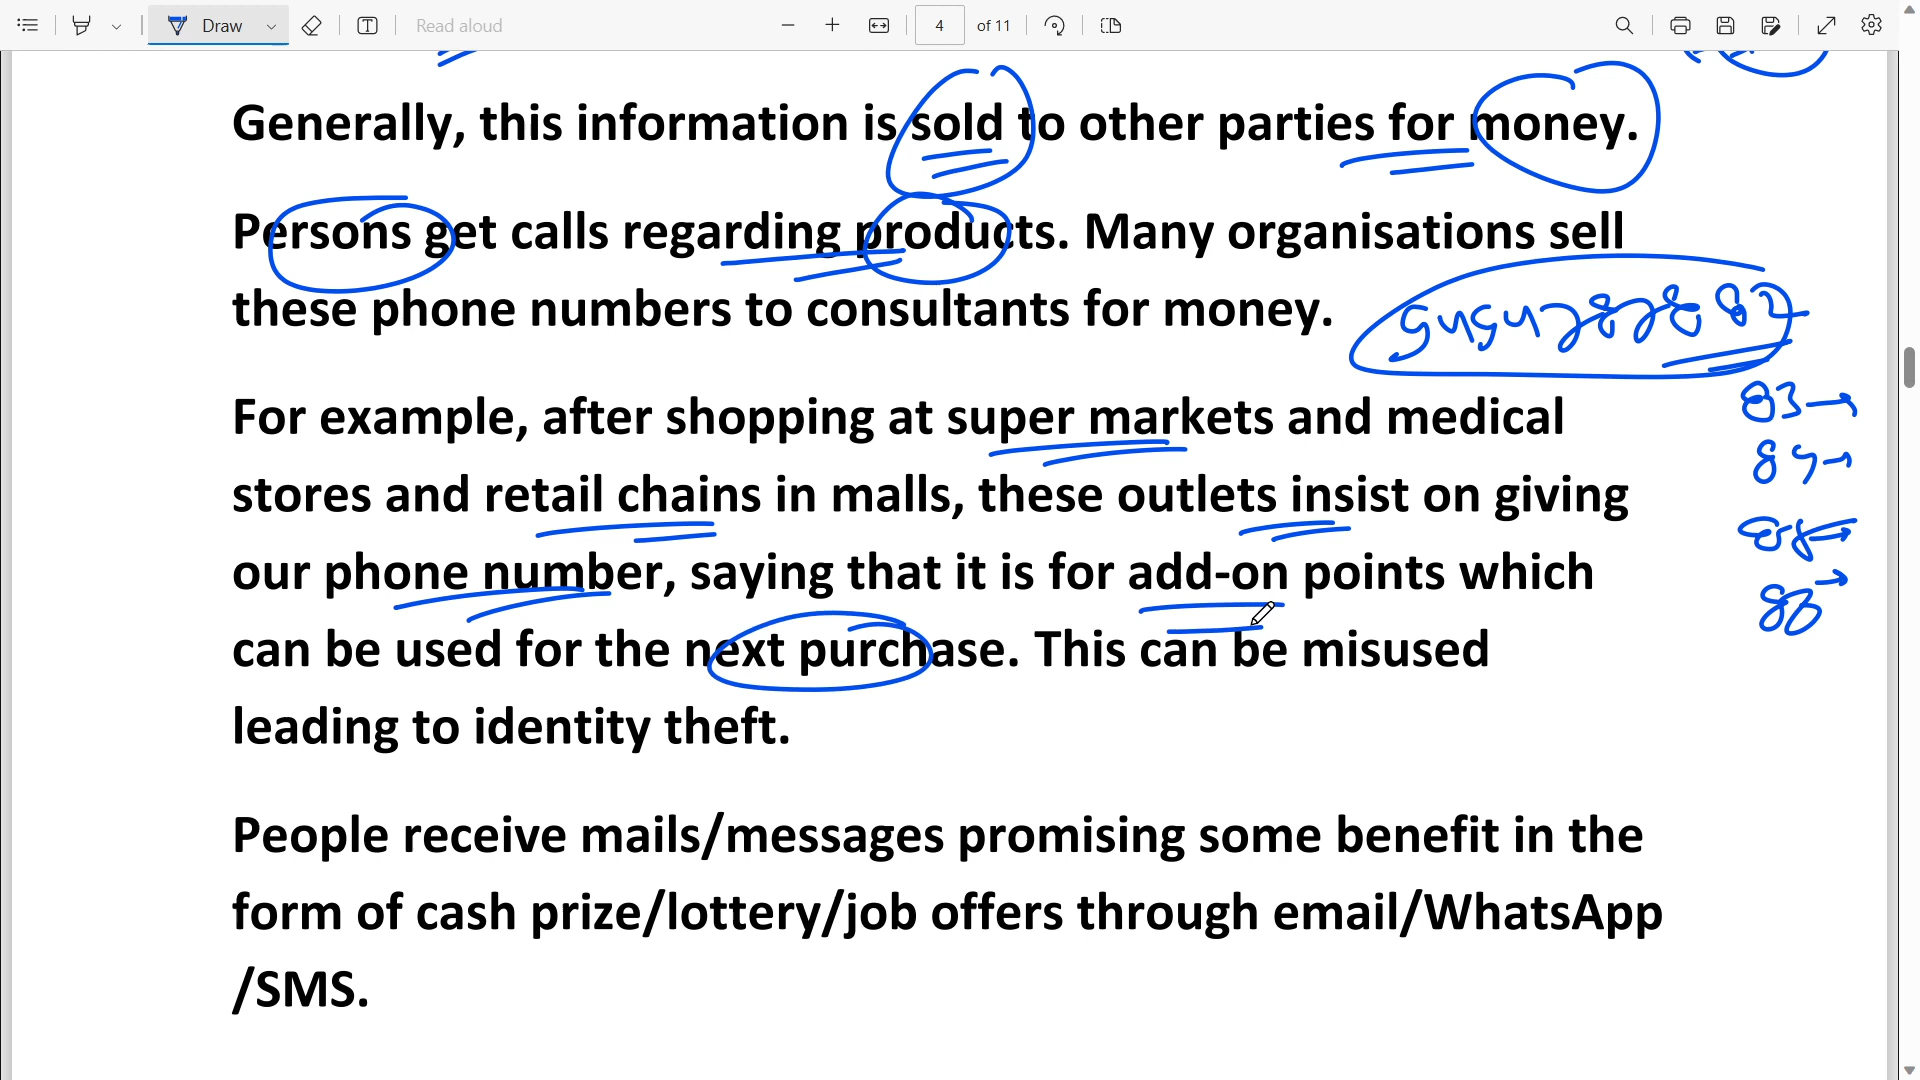 Draw
Read aloud
4 of 11
Generally, this information is sold to other parties for money.
Persons get calls regarding products. Many organisations sell
these phone numbers to consultants for money.
For example, after shopping at super markets and medical
83
stores and retail chains in malls, these outlets insist on giving
our phone number, saying that it is for add-on points which
can be used for the next purchase. This can be misused
leading to identity theft.
People receive mails/messages promising some benefit in the
form of cash prize/lottery/job offers through email/WhatsApp
/SMS.